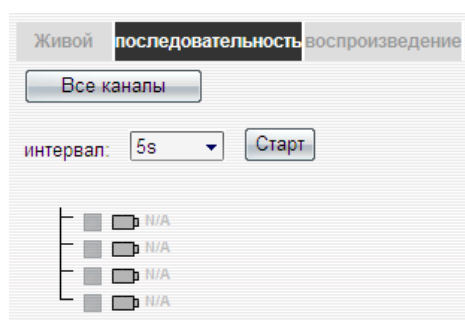 Живой последовательность воспроизведение
Все каналы
интервал: 5s Старт
N/A
N/A
N/A
N/A